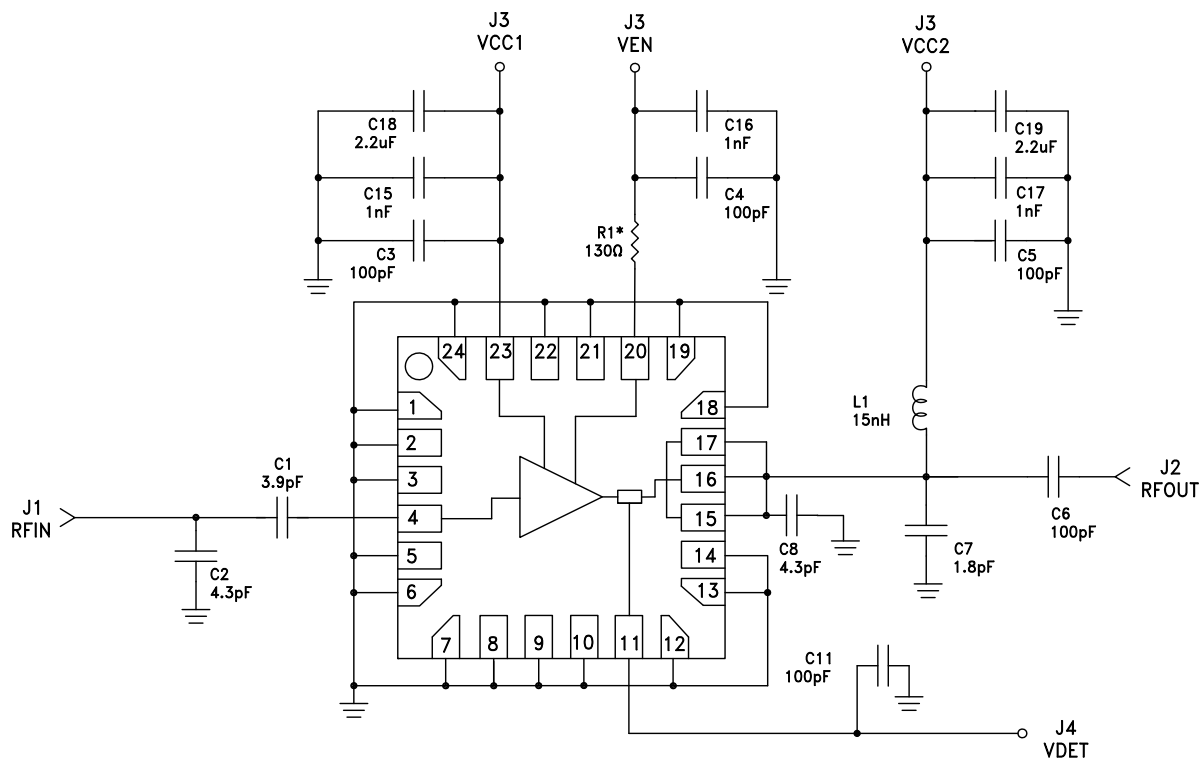 J3
VCC1
J3
VEN
J3
VCC2
C18
2.2uF
C15
1nF
C3
100pF
C16
1nF
C4
100pF
R1*
130Ω
C19
2.2uF
C17
1nF
C5
100pF
24
23
22
21
20
19
1
2
3
4
5
6
18
17
16
15
14
13
7
8
9
10
11
12
L1
15nH
C1
3.9pF
J1
RFIN
C2
4.3pF
C8
4.3pF
C7
1.8pF
C6
100pF
J2
RFOUT
C11
100pF
J4
VDET